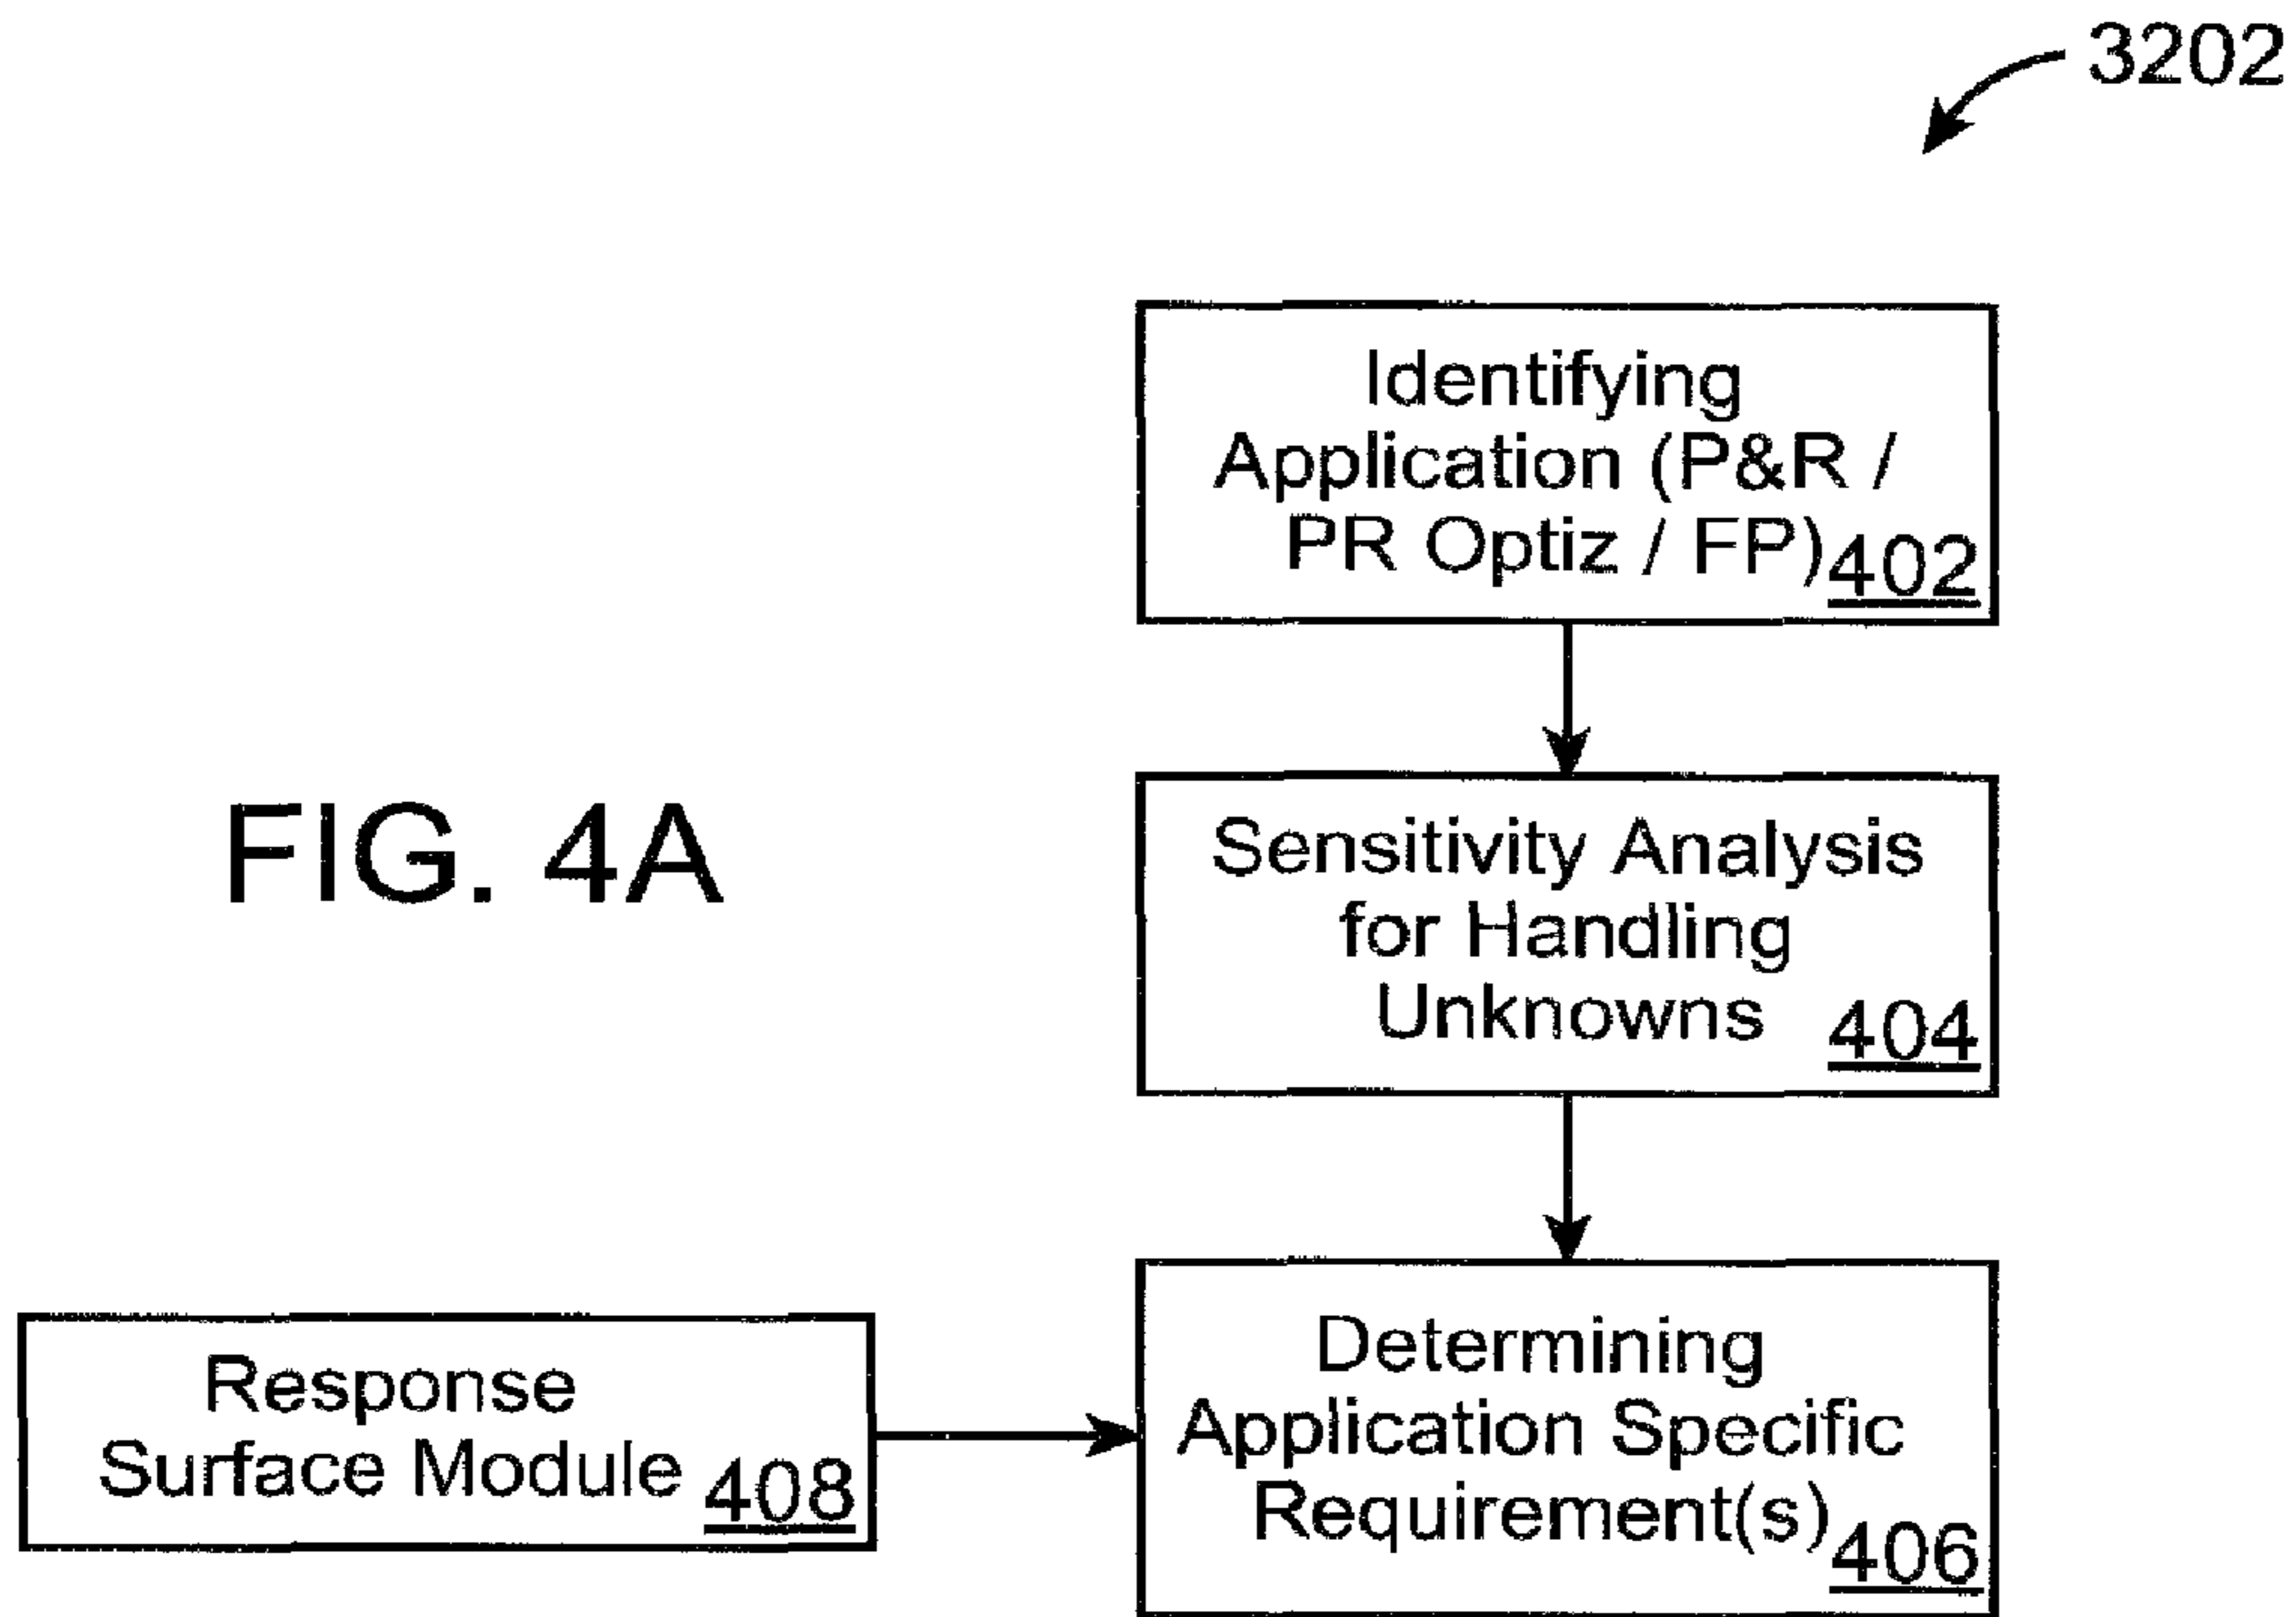 3202
Identifying
Application (P&R /
PR Optiz / FP) 402
FIG. 4A
Sensitivity Analysis
for Handling
Unknowns 404
Response
Surface Module 408
Determining
Application Specific
Requirement(s) 406